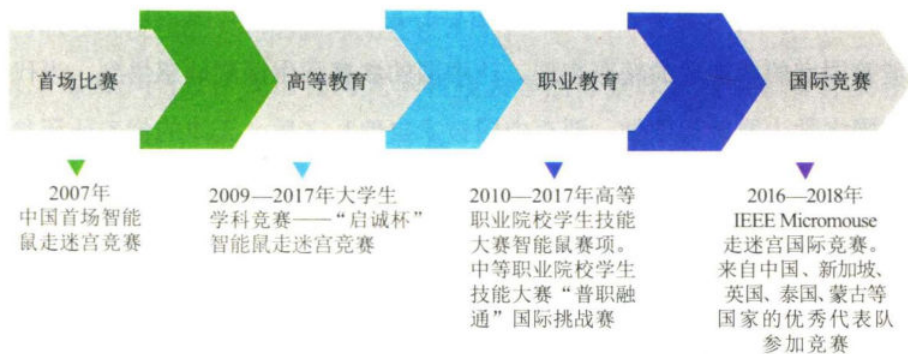 首场比赛
高等教育
职业教育
国际竞赛
2007年
中国首场智能
鼠走迷宫竞赛
2009—2017年大学生
学科竞赛——“启诚杯”
智能鼠走迷宫竞赛
2010—2017年高等
职业院校学生技能
大赛智能鼠赛项。
中等职业院校学生
技能大赛“普职融
通”国际挑战赛
2016—2018年
IEEE Micromouse
走迷宫国际竞赛。
来自中国、新加坡、
英国、泰国、蒙古等
国家的优秀代表队
参加竞赛